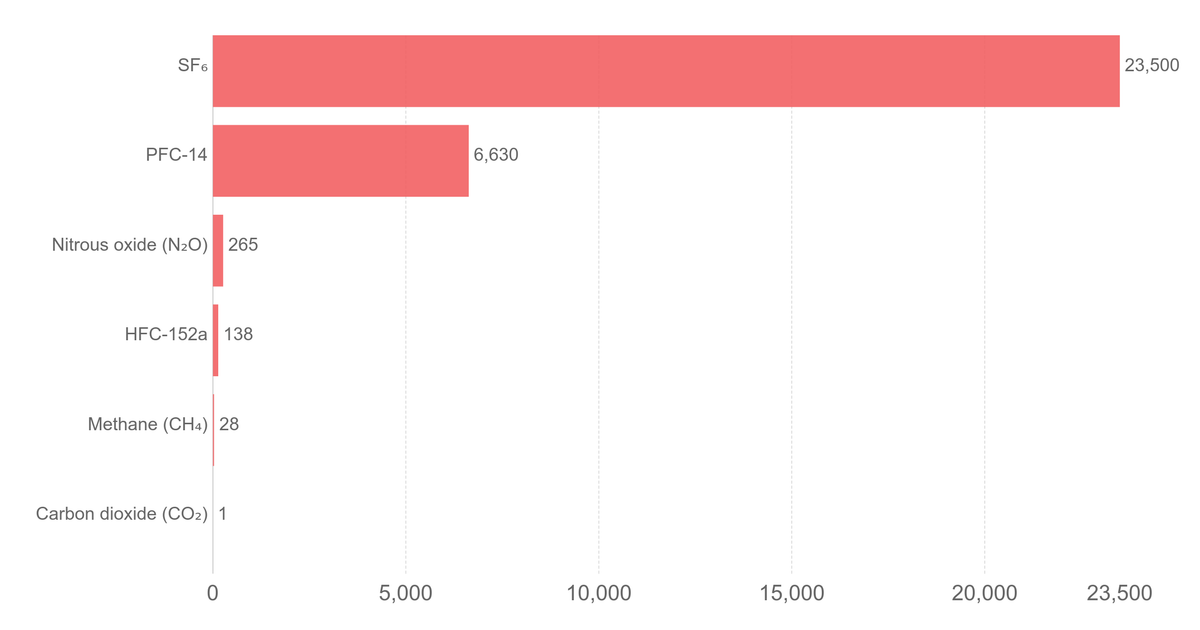 SF₆ 23,500
PFC-14 6,630
Nitrous oxide (N₂O) 265
HFC-152a 138
Methane (CH₄) 28
Carbon dioxide (CO₂) 1
0 5,000 10,000 15,000 20,000 23,500